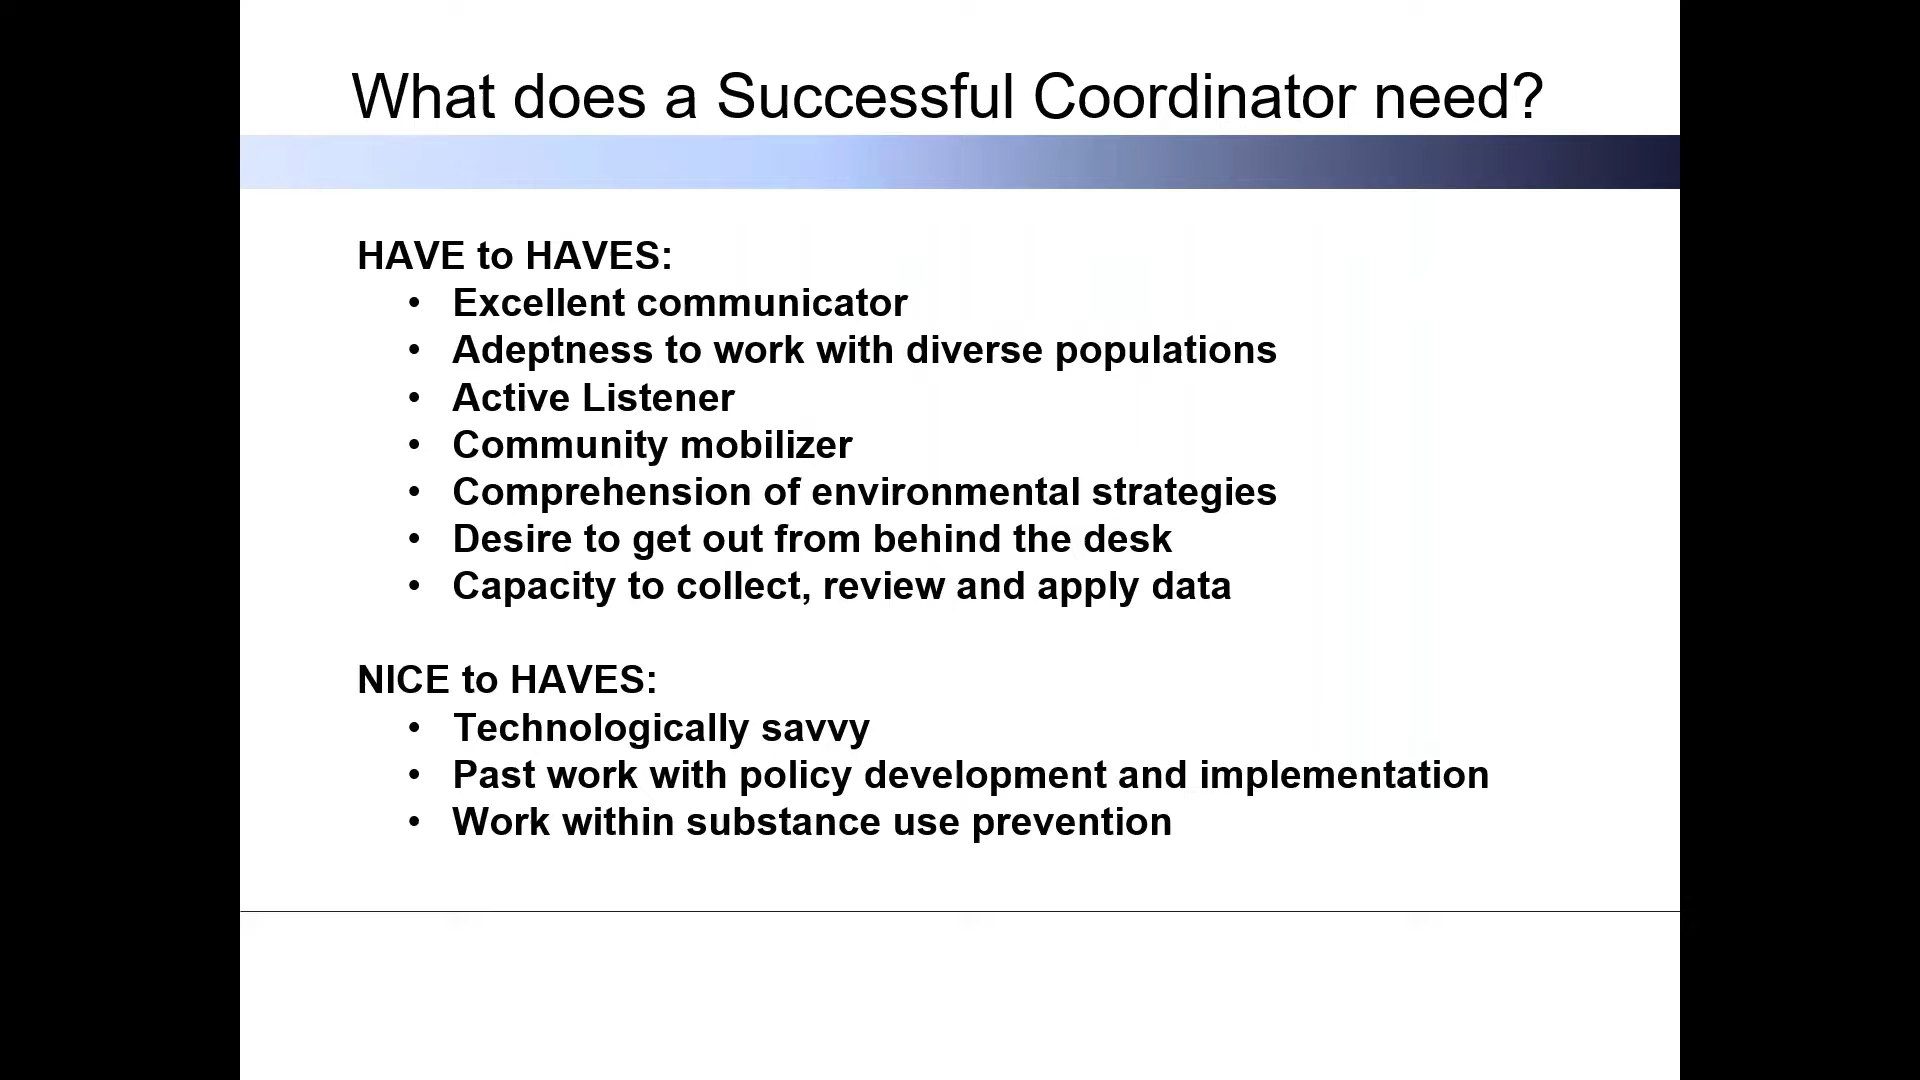 What does a Successful Coordinator need?
HAVE to HAVES:
• Excellent communicator
• Adeptness to work with diverse populations
• Active Listener
• Community mobilizer
• Comprehension of environmental strategies
• Desire to get out from behind the desk
• Capacity to collect, review and apply data
NICE to HAVES:
• Technologically savvy
• Past work with policy development and implementation
• Work within substance use prevention